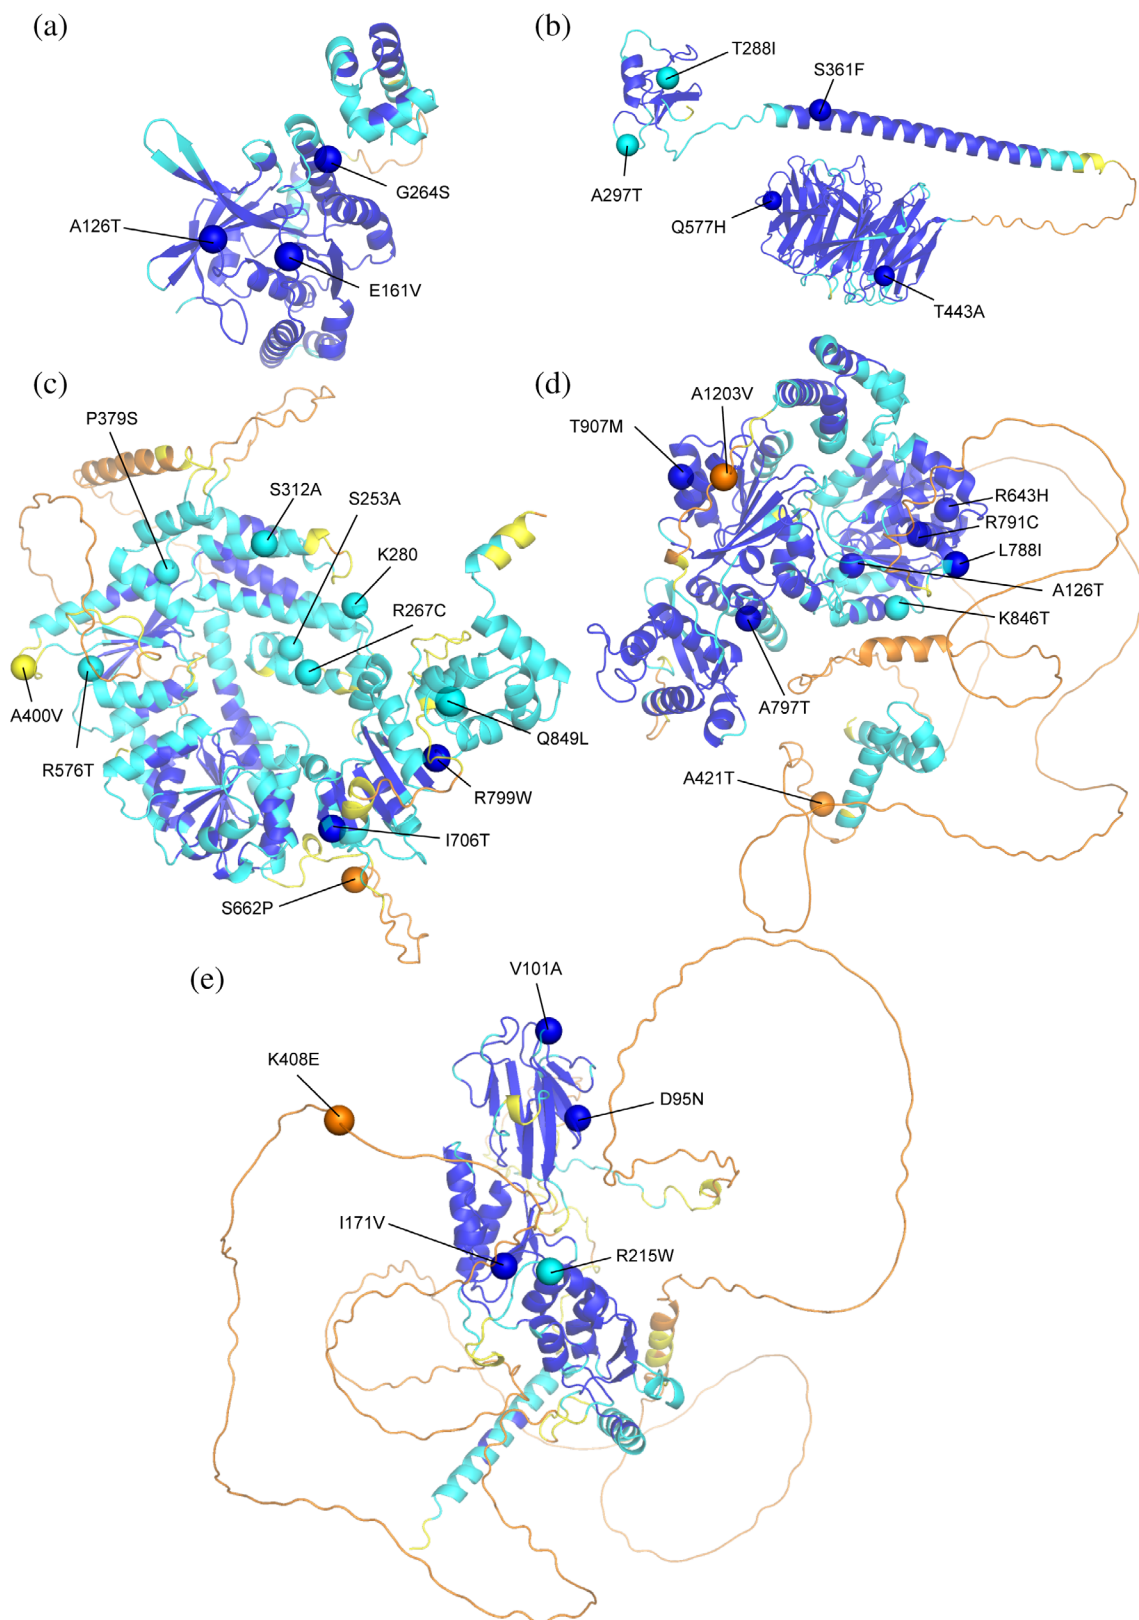 (a)
G264S
A126T
E161V
(b)
T288I
S361F
A297T
Q577H
T443A
(c)
P379S
S312A
S253A
K280
R267C
A400V
R576T
Q849L
R799W
I706T
S662P
(d)
A1203V
T907M
R643H
R791C
L788I
A126T
K846T
A797T
A421T
(e)
V101A
K408E
D95N
I171V
R215W